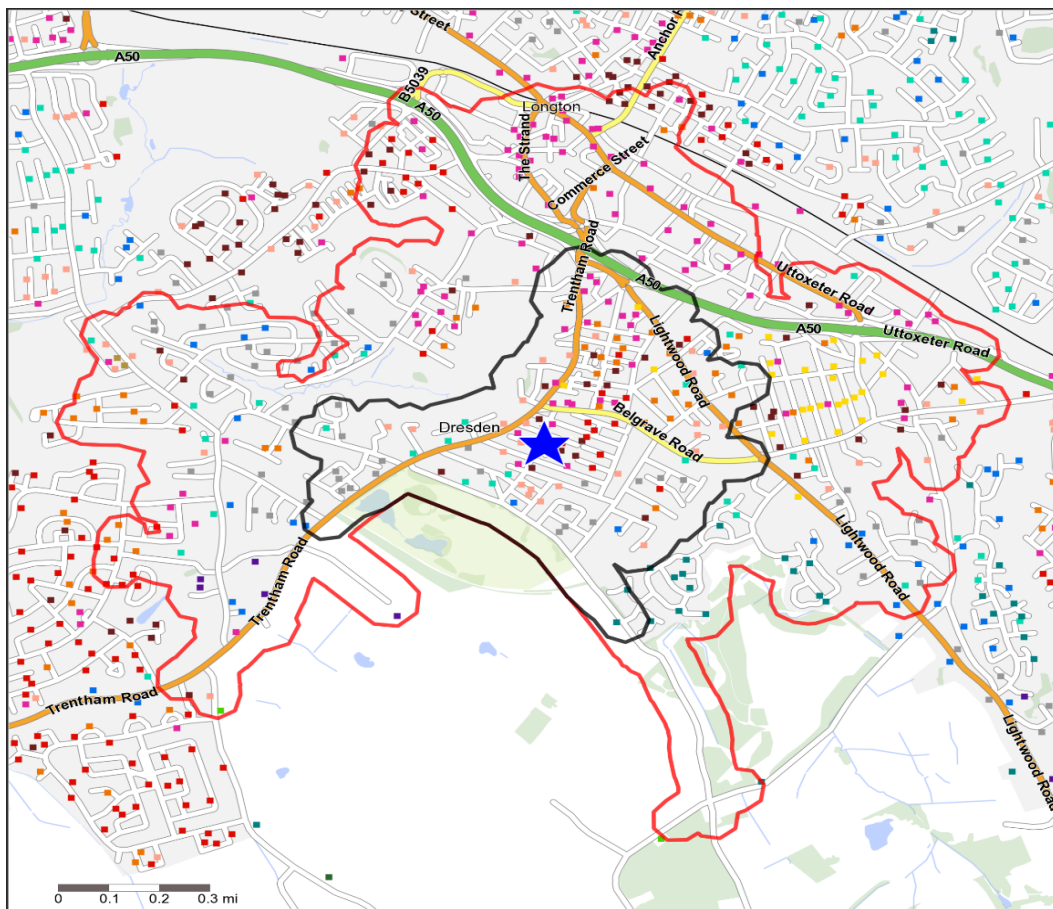 Street
Anchor R
A50
B5039
A50
Longton
The Strand
Commerce Street
Trentham Road
Uttoxeter Road
A50
A50
Uttoxeter Road
Lightwood Road
Belgrave Road
Dresden
Lightwood Road
Trentham Road
Trentham Road
Lightwood Road
0 0.1 0.2 0.3 mi